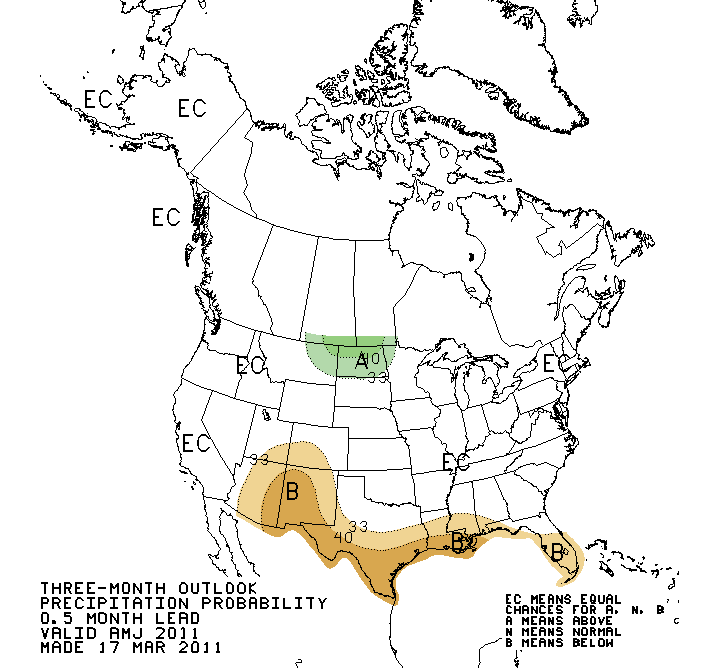 EC
EC
EC
A
40
33
EC
EC
EC
33
EC
B
33
40
B
B
THREE-MONTH OUTLOOK
PRECIPITATION PROBABILITY
0.5 MONTH LEAD
VALID AMJ 2011
MADE 17 MAR 2011
EC MEANS EQUAL
CHANCES FOR A, N, B
A MEANS ABOVE
N MEANS NORMAL
B MEANS BELOW